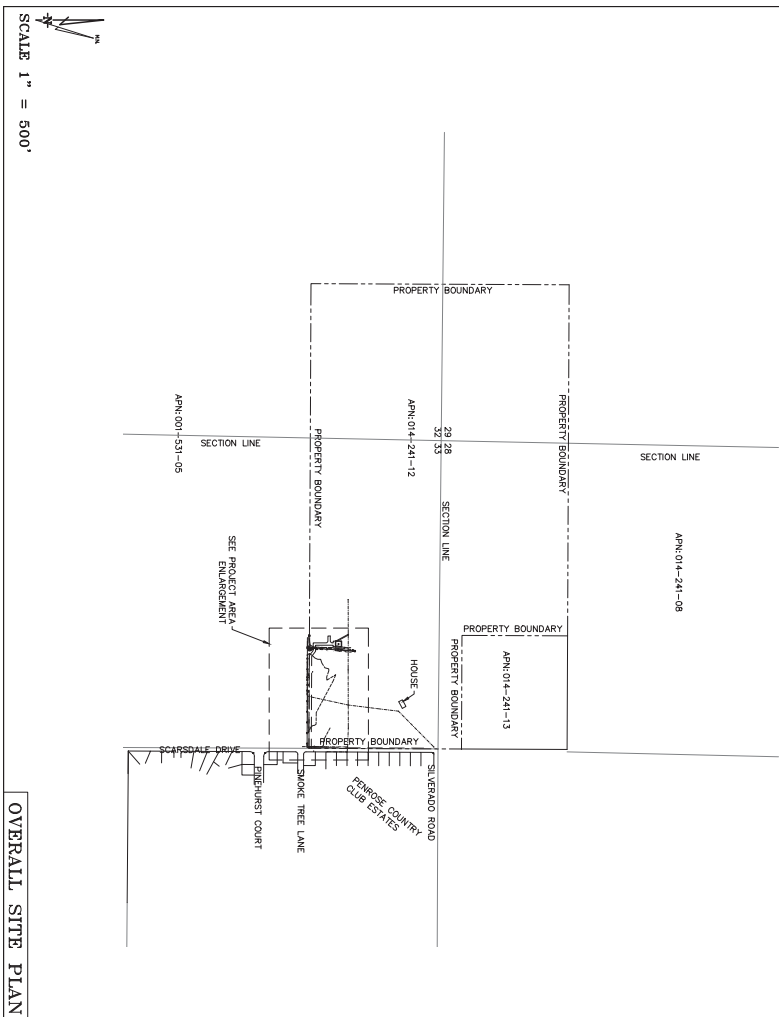 M.N.
N
SCALE 1" = 500'
PROPERTY BOUNDARY
PROPERTY BOUNDARY
SECTION LINE
APN: 014-241-08
29 28
32 33
APN: 014-241-12
SECTION LINE
APN: 001-531-05
PROPERTY BOUNDARY
SECTION LINE
SEE PROJECT AREA
ENLARGEMENT
PROPERTY BOUNDARY
PROPERTY BOUNDARY
APN: 014-241-13
HOUSE
PROPERTY BOUNDARY
SCARSDALE DRIVE
PINEHURST COURT
SMOKE TREE LANE
PENROSE COUNTRY
CLUB ESTATES
SILVERADO ROAD
OVERALL SITE PLAN